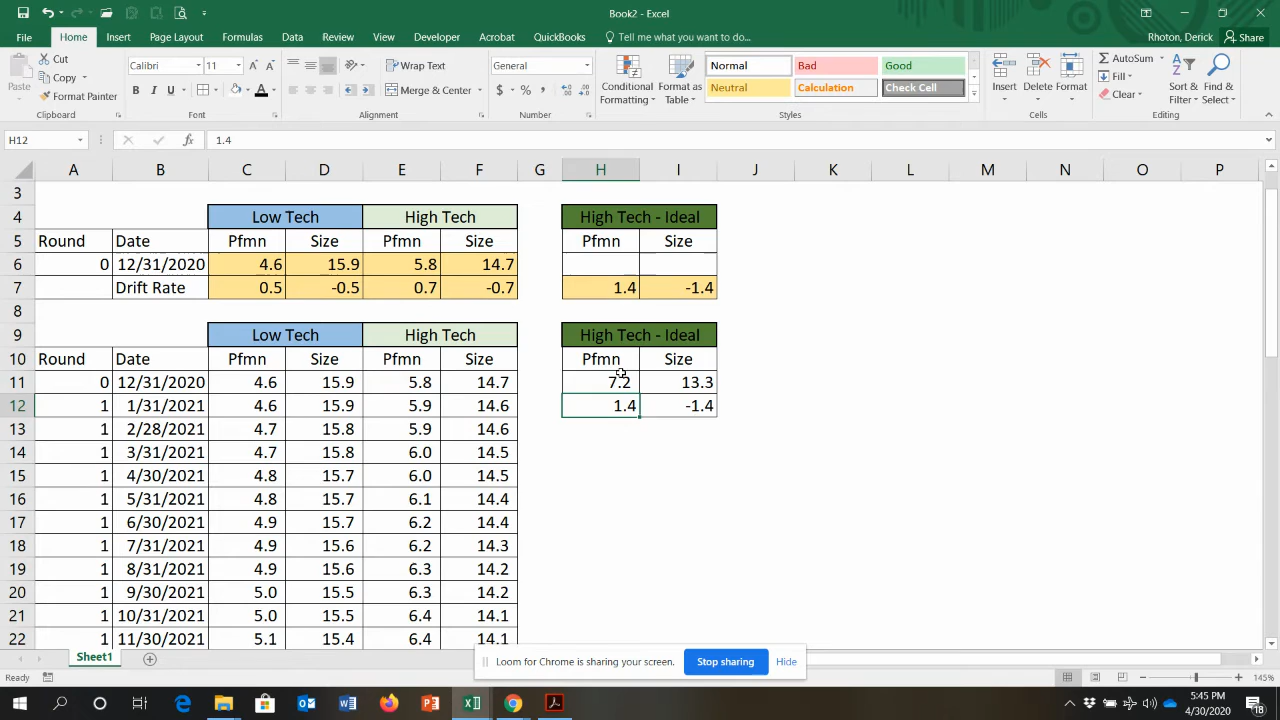 Book2 - Excel
File Home Insert Page Layout Formulas Data Review View Developer Acrobat QuickBooks Tell me what you want to do... Rhoton, Derick Share
Paste Cut Copy Format Painter Clipboard
Calibri 11 B I U Font
Wrap Text Merge & Center Alignment
General $ % , Number
Conditional Formatting Format as Table
Normal Bad Good
Neutral Calculation Check Cell
Styles
Insert Delete Format Cells
AutoSum Fill Clear Sort & Filter Find & Select Editing
H12 fx 1.4
A B C D E F G H I J K L M N O P
3
4 Low Tech High Tech High Tech - Ideal
5 Round Date Pfmn Size Pfmn Size Pfmn Size
6 0 12/31/2020 4.6 15.9 5.8 14.7
7 Drift Rate 0.5 -0.5 0.7 -0.7 1.4 -1.4
8
9 Low Tech High Tech High Tech - Ideal
10 Round Date Pfmn Size Pfmn Size Pfmn Size
11 0 12/31/2020 4.6 15.9 5.8 14.7 7.2 13.3
12 1 1/31/2021 4.6 15.9 5.9 14.6 1.4 -1.4
13 1 2/28/2021 4.7 15.8 5.9 14.6
14 1 3/31/2021 4.7 15.8 6.0 14.5
15 1 4/30/2021 4.8 15.7 6.0 14.5
16 1 5/31/2021 4.8 15.7 6.1 14.4
17 1 6/30/2021 4.9 15.7 6.2 14.4
18 1 7/31/2021 4.9 15.6 6.2 14.3
19 1 8/31/2021 4.9 15.6 6.3 14.2
20 1 9/30/2021 5.0 15.5 6.3 14.2
21 1 10/31/2021 5.0 15.5 6.4 14.1
22 1 11/30/2021 5.1 15.4 6.4 14.1
Sheet1
Loom for Chrome is sharing your screen. Stop sharing Hide
Ready 145%
5:45 PM
4/30/2020